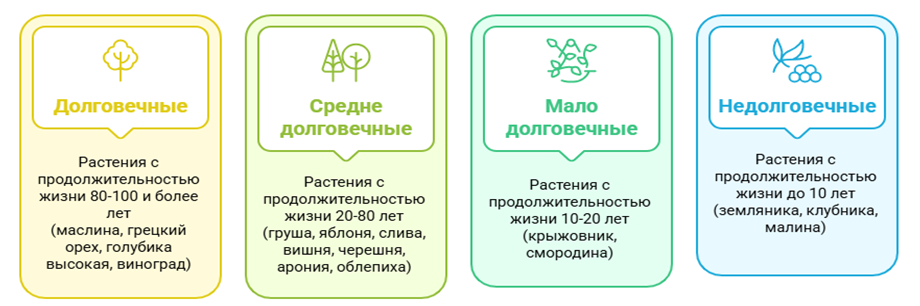 Долговечные
Растения с
продолжительностью
жизни 80-100 и более
лет
(маслина, грецкий
орех, голубика
высокая, виноград)
Средне
долговечные
Растения с
продолжительностью
жизни 20-80 лет
(груша, яблоня, слива,
вишня, черешня,
арония, облепиха)
Мало
долговечные
Растения с
продолжительностью
жизни 10-20 лет
(крыжовник,
смородина)
Недолговечные
Растения с
продолжительностью
жизни до 10 лет
(земляника, клубника,
малина)